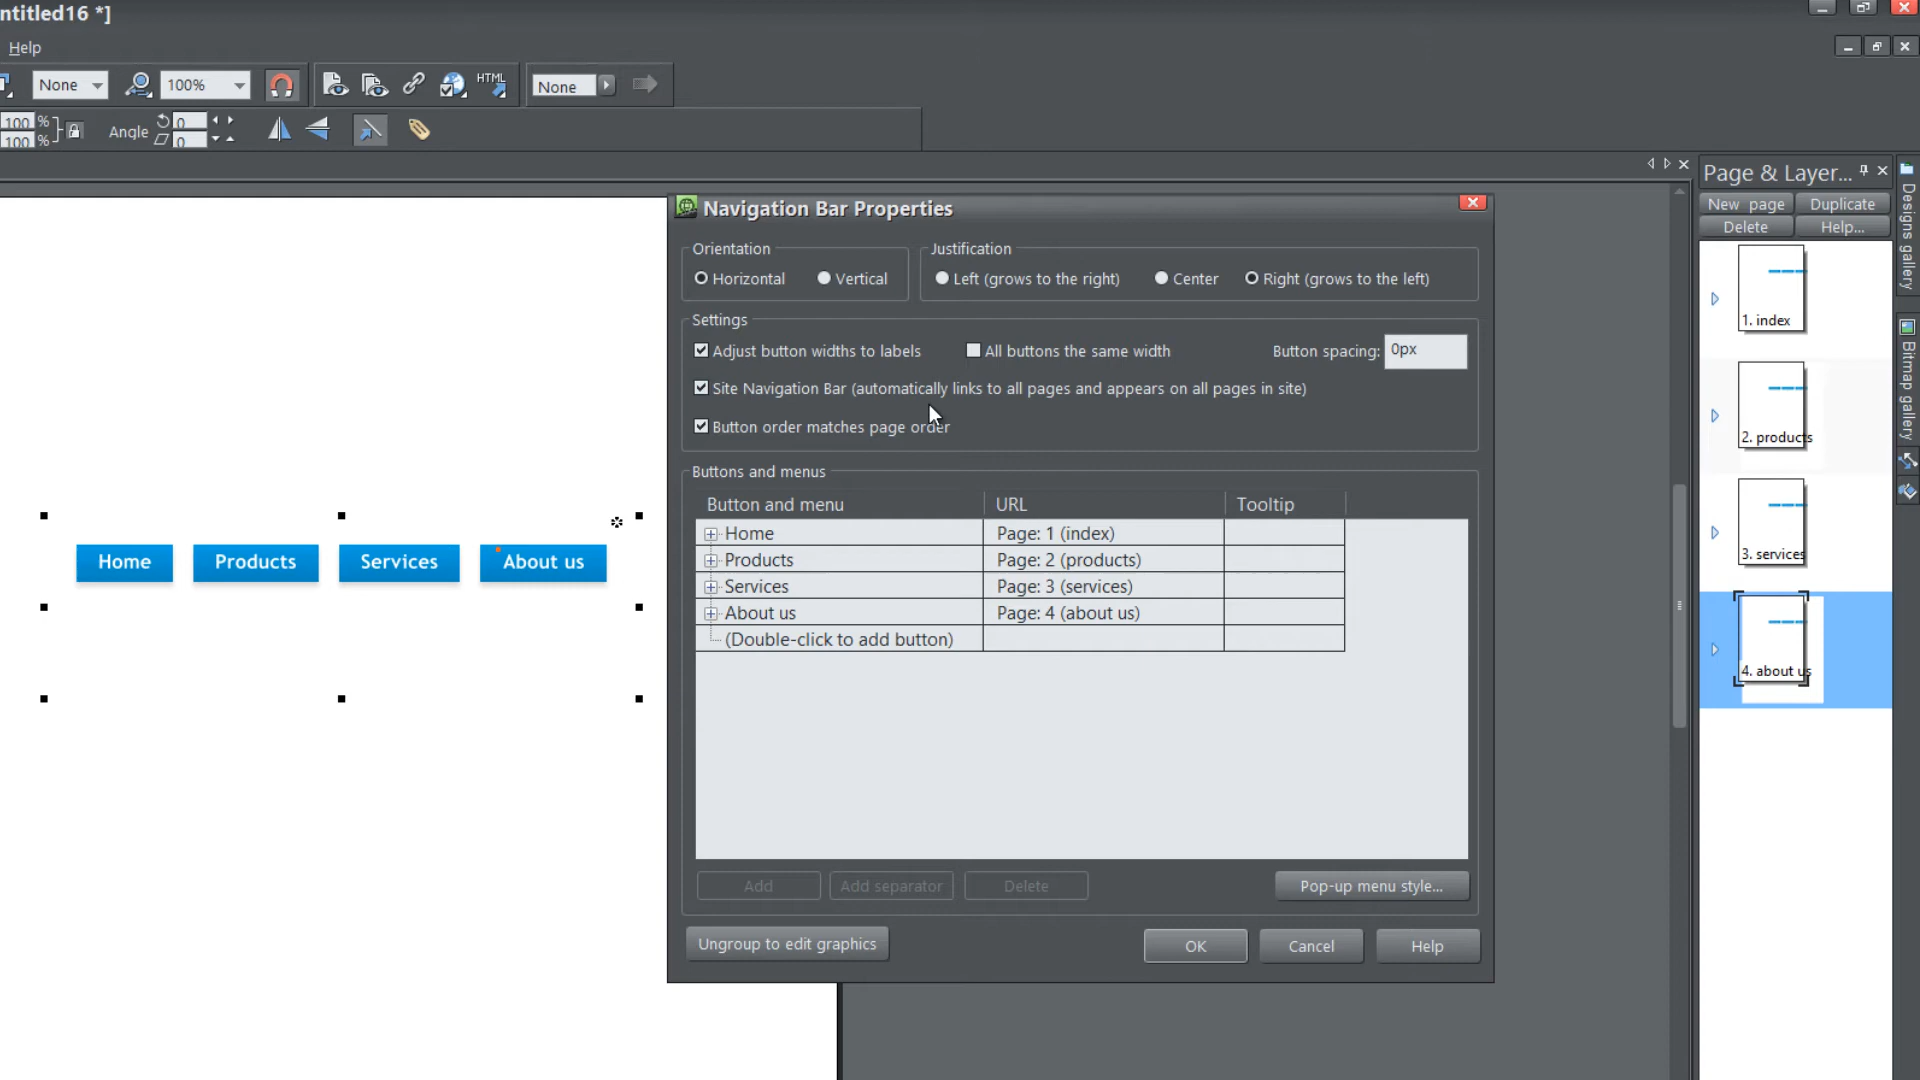 ntitled16 *]
Help
None
100%
HTML
None
100 %
100 %
Angle
0
0
Page & Layer...
New page
Duplicate
Delete
Help...
1. index
2. products
3. services
4. about us
Designs gallery
Bitmap gallery
Home
Products
Services
About us
Navigation Bar Properties
Orientation
Horizontal
Vertical
Justification
Left (grows to the right)
Center
Right (grows to the left)
Settings
Adjust button widths to labels
All buttons the same width
Button spacing:
0px
Site Navigation Bar (automatically links to all pages and appears on all pages in site)
Button order matches page order
Buttons and menus
Button and menu
URL
Tooltip
Home
Page: 1 (index)
Products
Page: 2 (products)
Services
Page: 3 (services)
About us
Page: 4 (about us)
(Double-click to add button)
Add
Add separator
Delete
Pop-up menu style...
Ungroup to edit graphics
OK
Cancel
Help